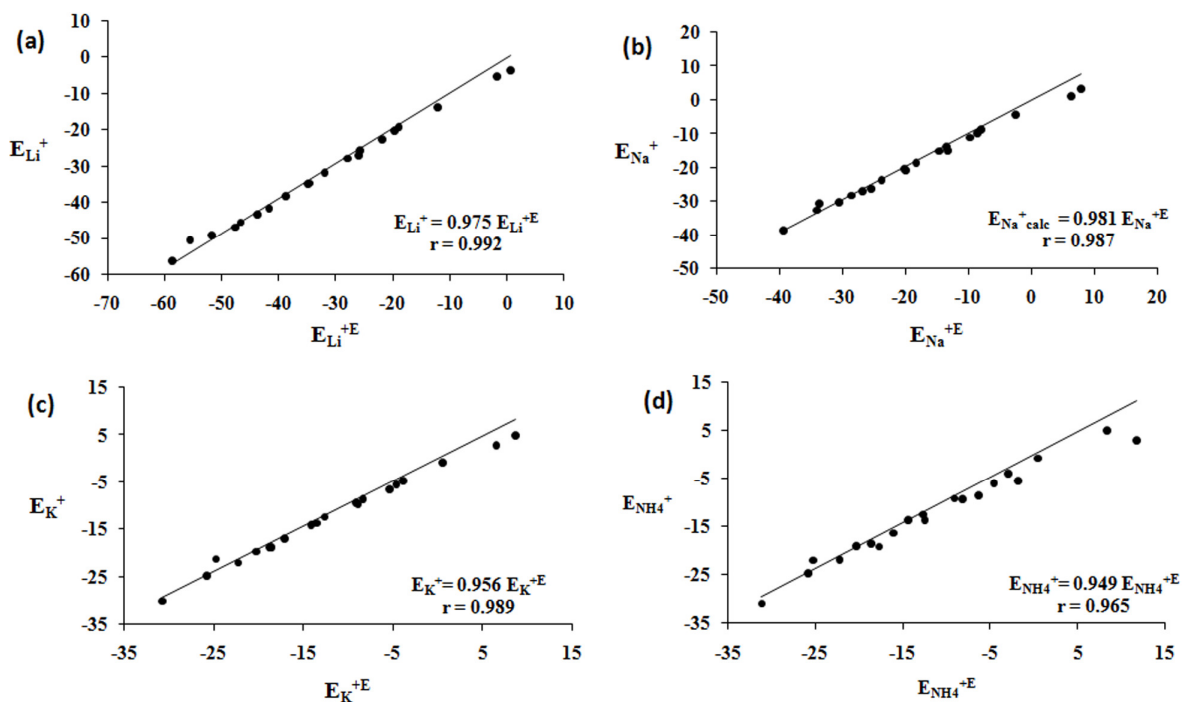 (a)
10
0
-10
-20
-30
-40
-50
-60
-70 -60 -50 -40 -30 -20 -10 0 10
E_Li^+
E_Li^+E
E_Li^+ = 0.975 E_Li^+E
r = 0.992
(b)
20
10
0
-10
-20
-30
-40
-50
-50 -40 -30 -20 -10 0 10 20
E_Na^+
E_Na^+E
E_Na^+_calc = 0.981 E_Na^+E
r = 0.987
(c)
15
5
-5
-15
-25
-35
-35 -25 -15 -5 5 15
E_K^+
E_K^+E
E_K^+ = 0.956 E_K^+E
r = 0.989
(d)
15
5
-5
-15
-25
-35
-35 -25 -15 -5 5 15
E_NH4^+
E_NH4^+E
E_NH4^+ = 0.949 E_NH4^+E
r = 0.965